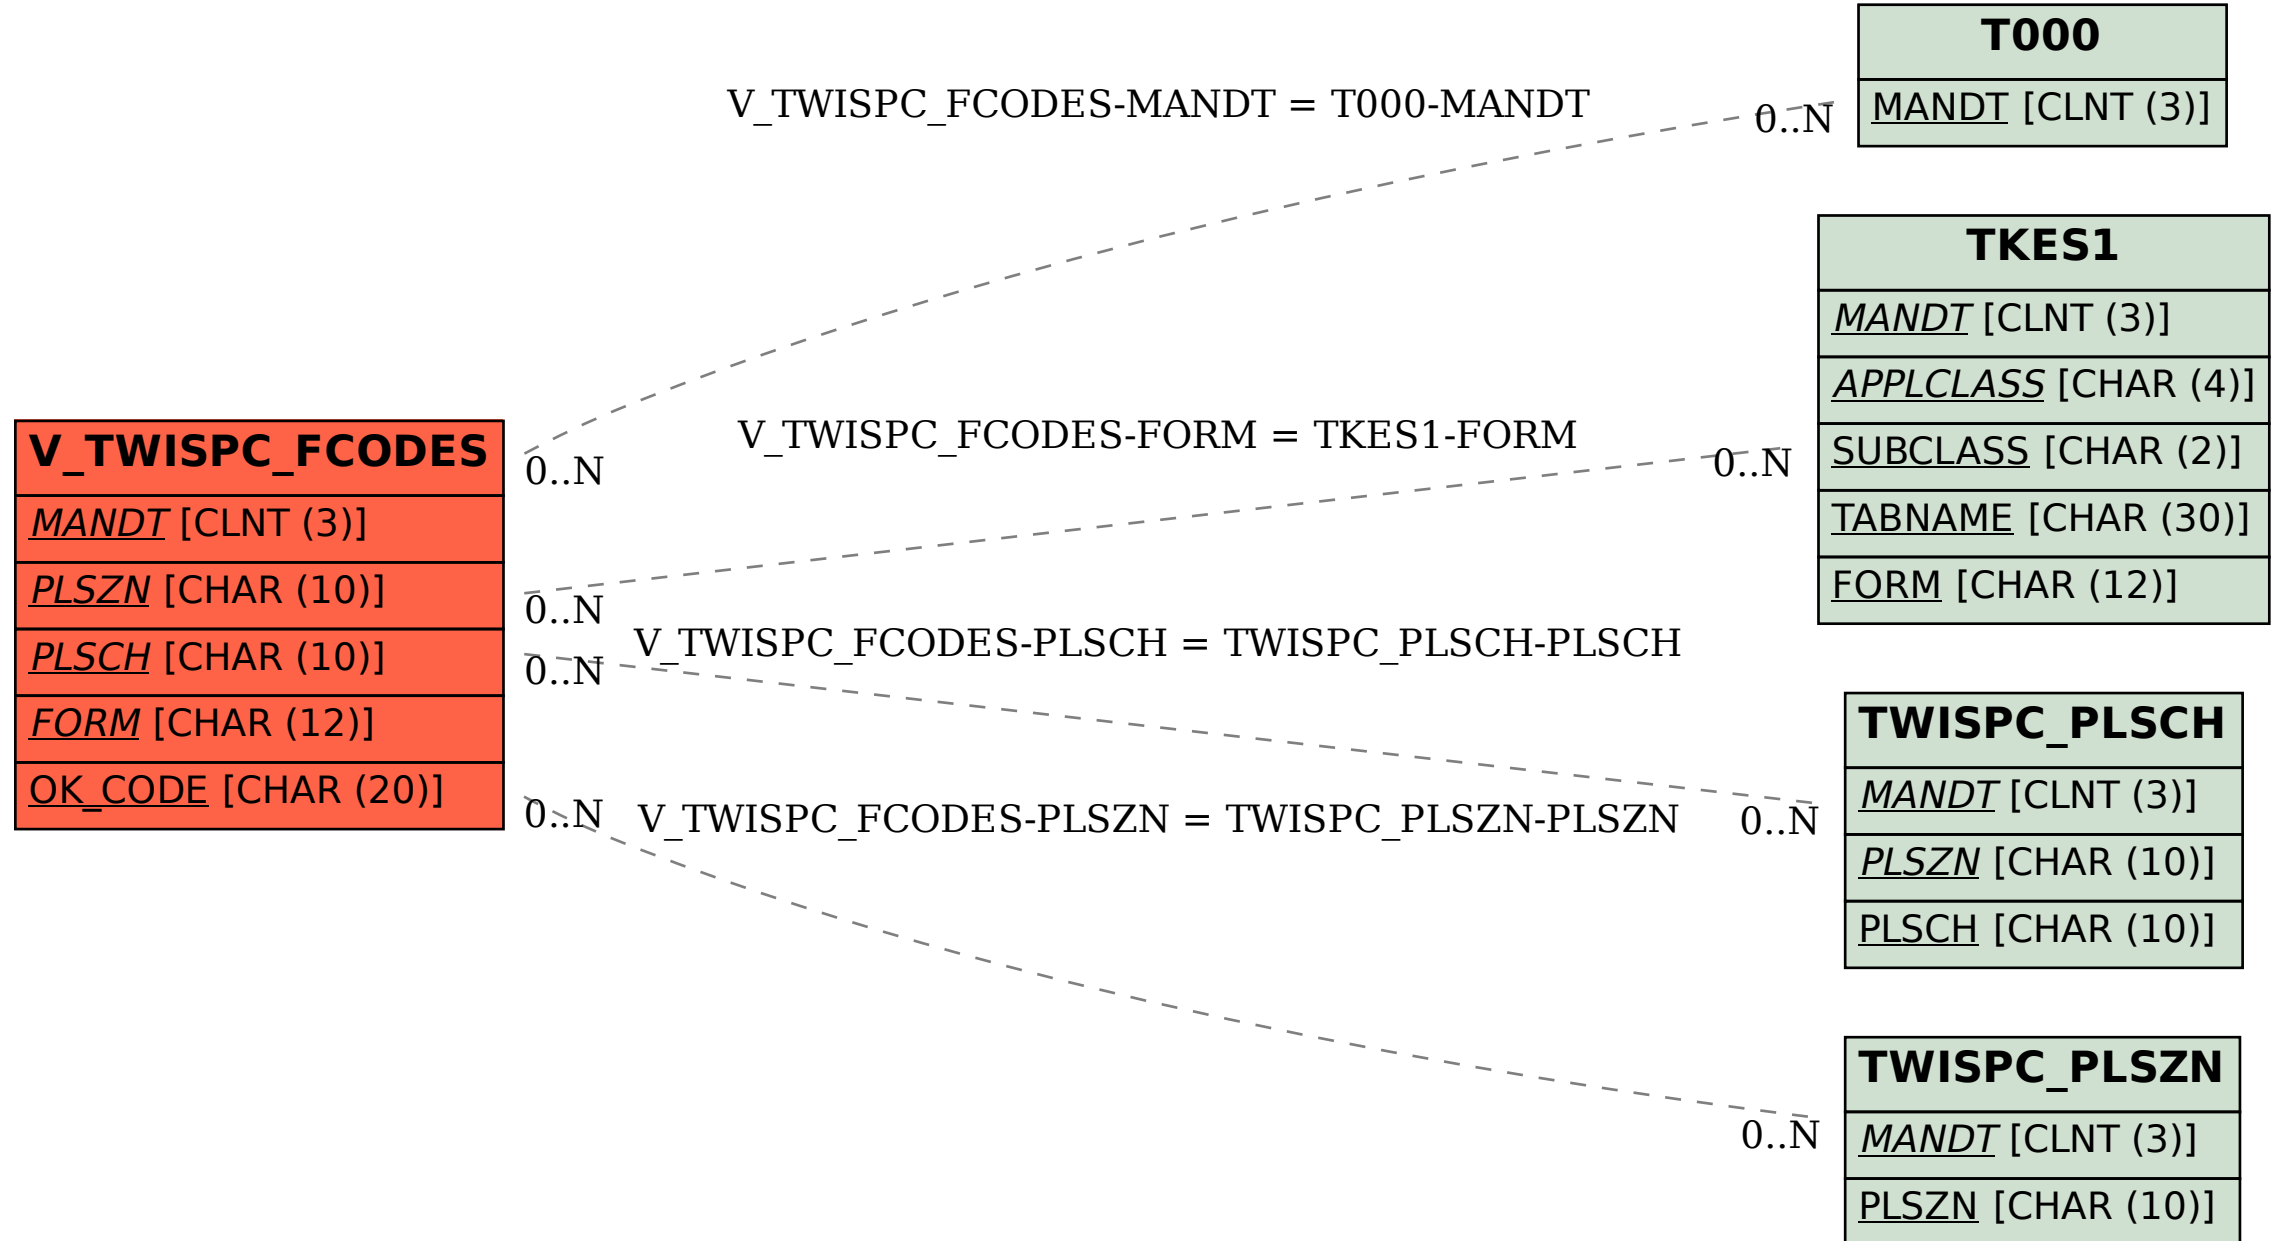 T000
MANDT [CLNT (3)]
V_TWISPC_FCODES-MANDT = T000-MANDT
0..N
0..N
TKES1
MANDT [CLNT (3)]
APPLCLASS [CHAR (4)]
SUBCLASS [CHAR (2)]
TABNAME [CHAR (30)]
FORM [CHAR (12)]
V_TWISPC_FCODES-FORM = TKES1-FORM
0..N
0..N
V_TWISPC_FCODES
MANDT [CLNT (3)]
PLSZN [CHAR (10)]
PLSCH [CHAR (10)]
FORM [CHAR (12)]
OK_CODE [CHAR (20)]
V_TWISPC_FCODES-PLSCH = TWISPC_PLSCH-PLSCH
0..N
0..N
TWISPC_PLSCH
MANDT [CLNT (3)]
PLSZN [CHAR (10)]
PLSCH [CHAR (10)]
V_TWISPC_FCODES-PLSZN = TWISPC_PLSZN-PLSZN
0..N
0..N
TWISPC_PLSZN
MANDT [CLNT (3)]
PLSZN [CHAR (10)]